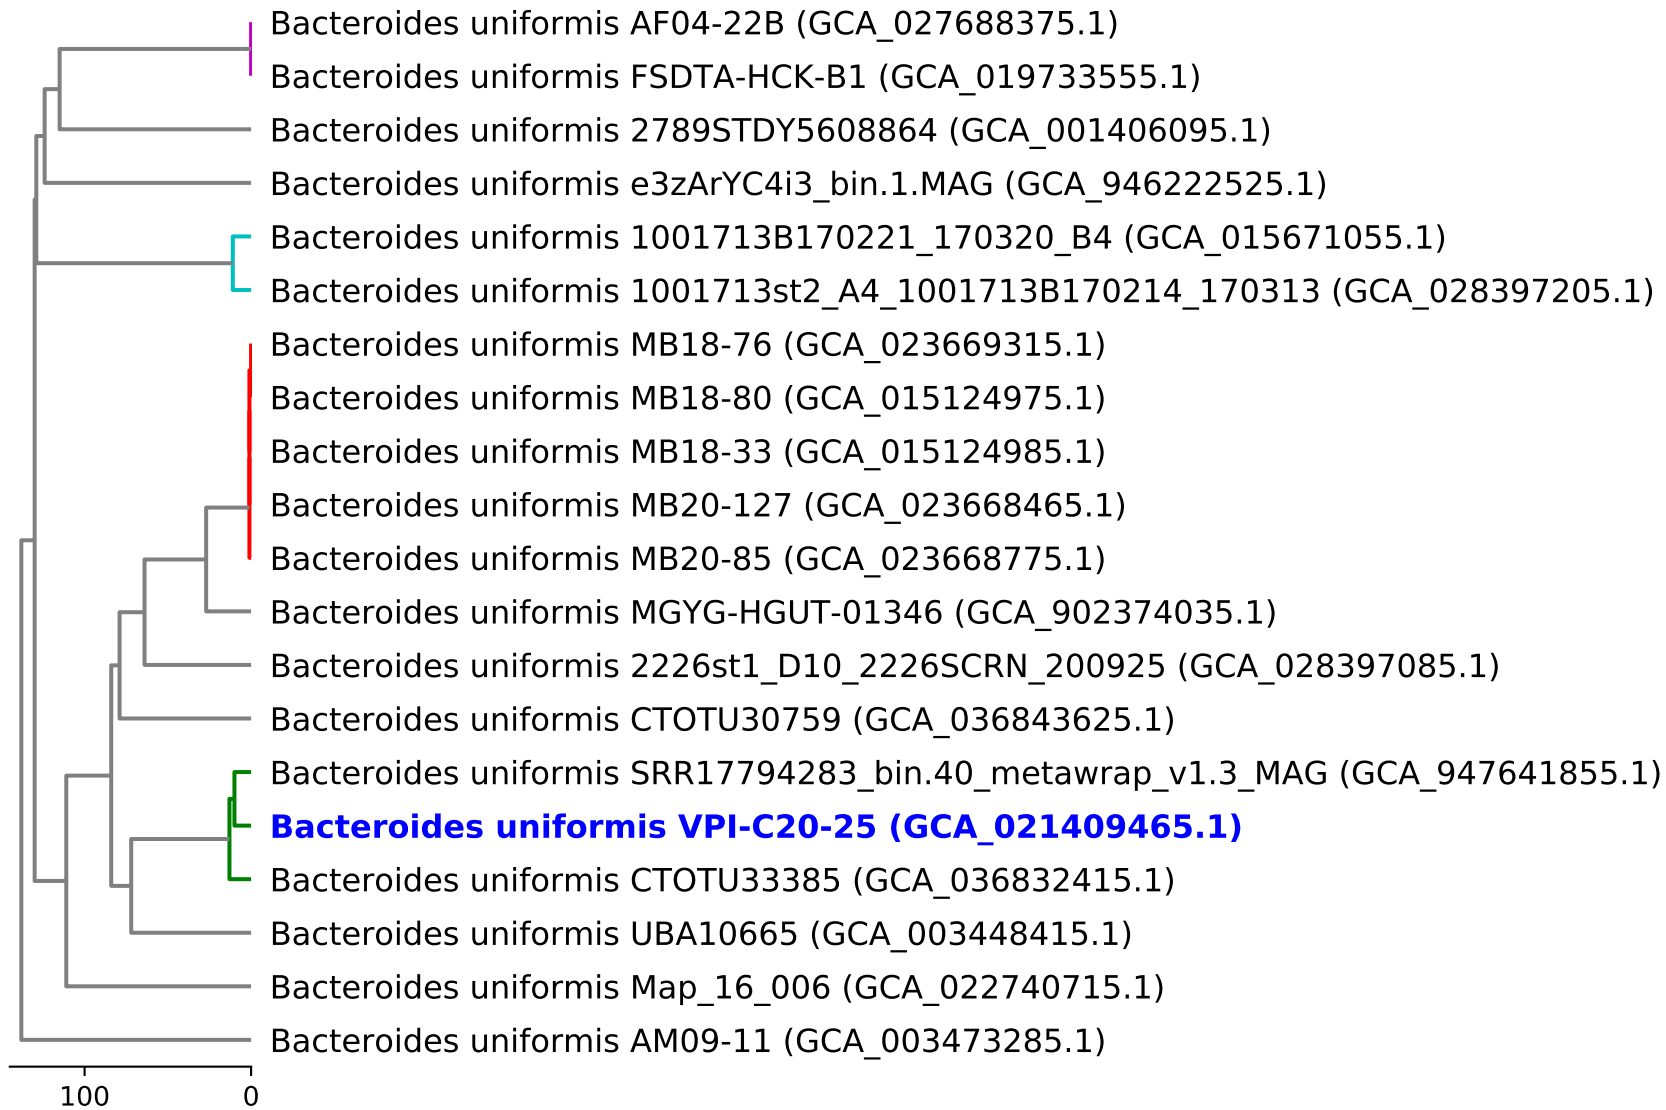 Bacteroides uniformis AF04-22B (GCA_027688375.1)
Bacteroides uniformis FSDTA-HCK-B1 (GCA_019733555.1)
Bacteroides uniformis 2789STDY5608864 (GCA_001406095.1)
Bacteroides uniformis e3zArYC4i3_bin.1.MAG (GCA_946222525.1)
Bacteroides uniformis 1001713B170221_170320_B4 (GCA_015671055.1)
Bacteroides uniformis 1001713st2_A4_1001713B170214_170313 (GCA_028397205.1)
Bacteroides uniformis MB18-76 (GCA_023669315.1)
Bacteroides uniformis MB18-80 (GCA_015124975.1)
Bacteroides uniformis MB18-33 (GCA_015124985.1)
Bacteroides uniformis MB20-127 (GCA_023668465.1)
Bacteroides uniformis MB20-85 (GCA_023668775.1)
Bacteroides uniformis MGYG-HGUT-01346 (GCA_902374035.1)
Bacteroides uniformis 2226st1_D10_2226SCRN_200925 (GCA_028397085.1)
Bacteroides uniformis CTOTU30759 (GCA_036843625.1)
Bacteroides uniformis SRR17794283_bin.40_metawrap_v1.3_MAG (GCA_947641855.1)
Bacteroides uniformis VPI-C20-25 (GCA_021409465.1)
Bacteroides uniformis CTOTU33385 (GCA_036832415.1)
Bacteroides uniformis UBA10665 (GCA_003448415.1)
Bacteroides uniformis Map_16_006 (GCA_022740715.1)
Bacteroides uniformis AM09-11 (GCA_003473285.1)
100 0